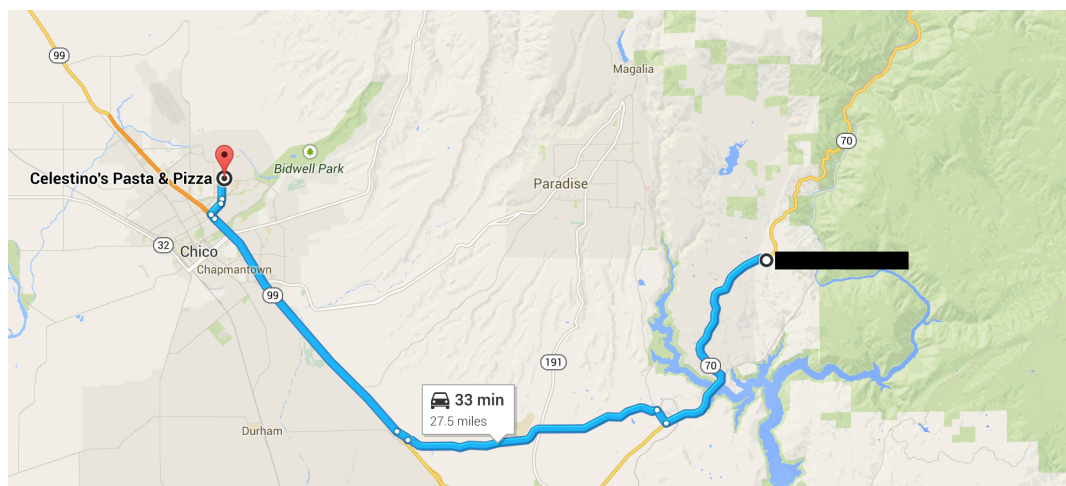 99
Magalia
70
Bidwell Park
Celestino's Pasta & Pizza
Paradise
32
Chico
Chapmantown
99
191
70
33 min
27.5 miles
Durham